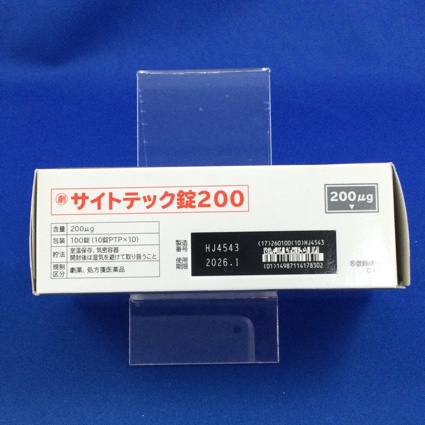 劇 サイトテック錠200
200μg
含量 200μg
包装 100錠(10錠PTP×10)
貯法 室温保存、気密容器
開封後は湿気を避けて取り扱うこと
規制区分 劇薬、処方箋医薬品
製造番号 HJ4543
使用期限 2026.1
(17)260100(10)HJ4543
(01)14987114178302